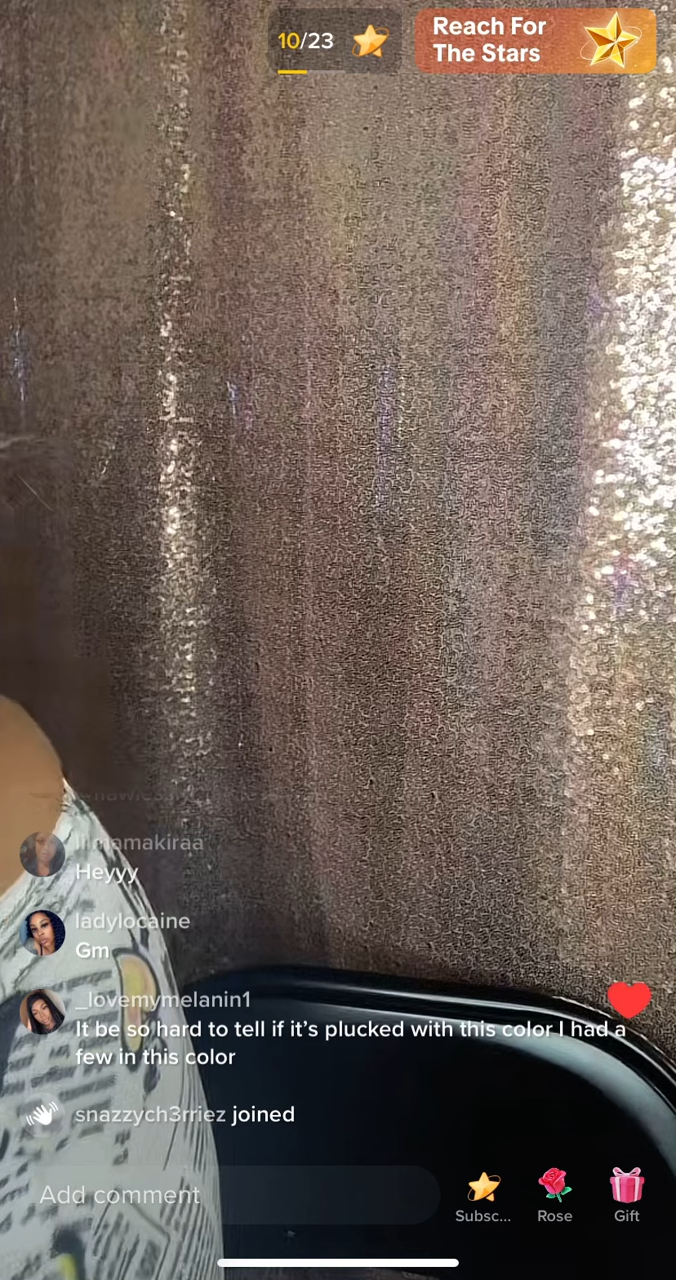 10/23
Reach For
The Stars
mamakiraa
Heyyy
ladylocaine
Gm
_lovemymelanin1
It be so hard to tell if it’s plucked with this color I had a
few in this color
snazzych3rriez joined
Add comment
Subsc...
Rose
Gift